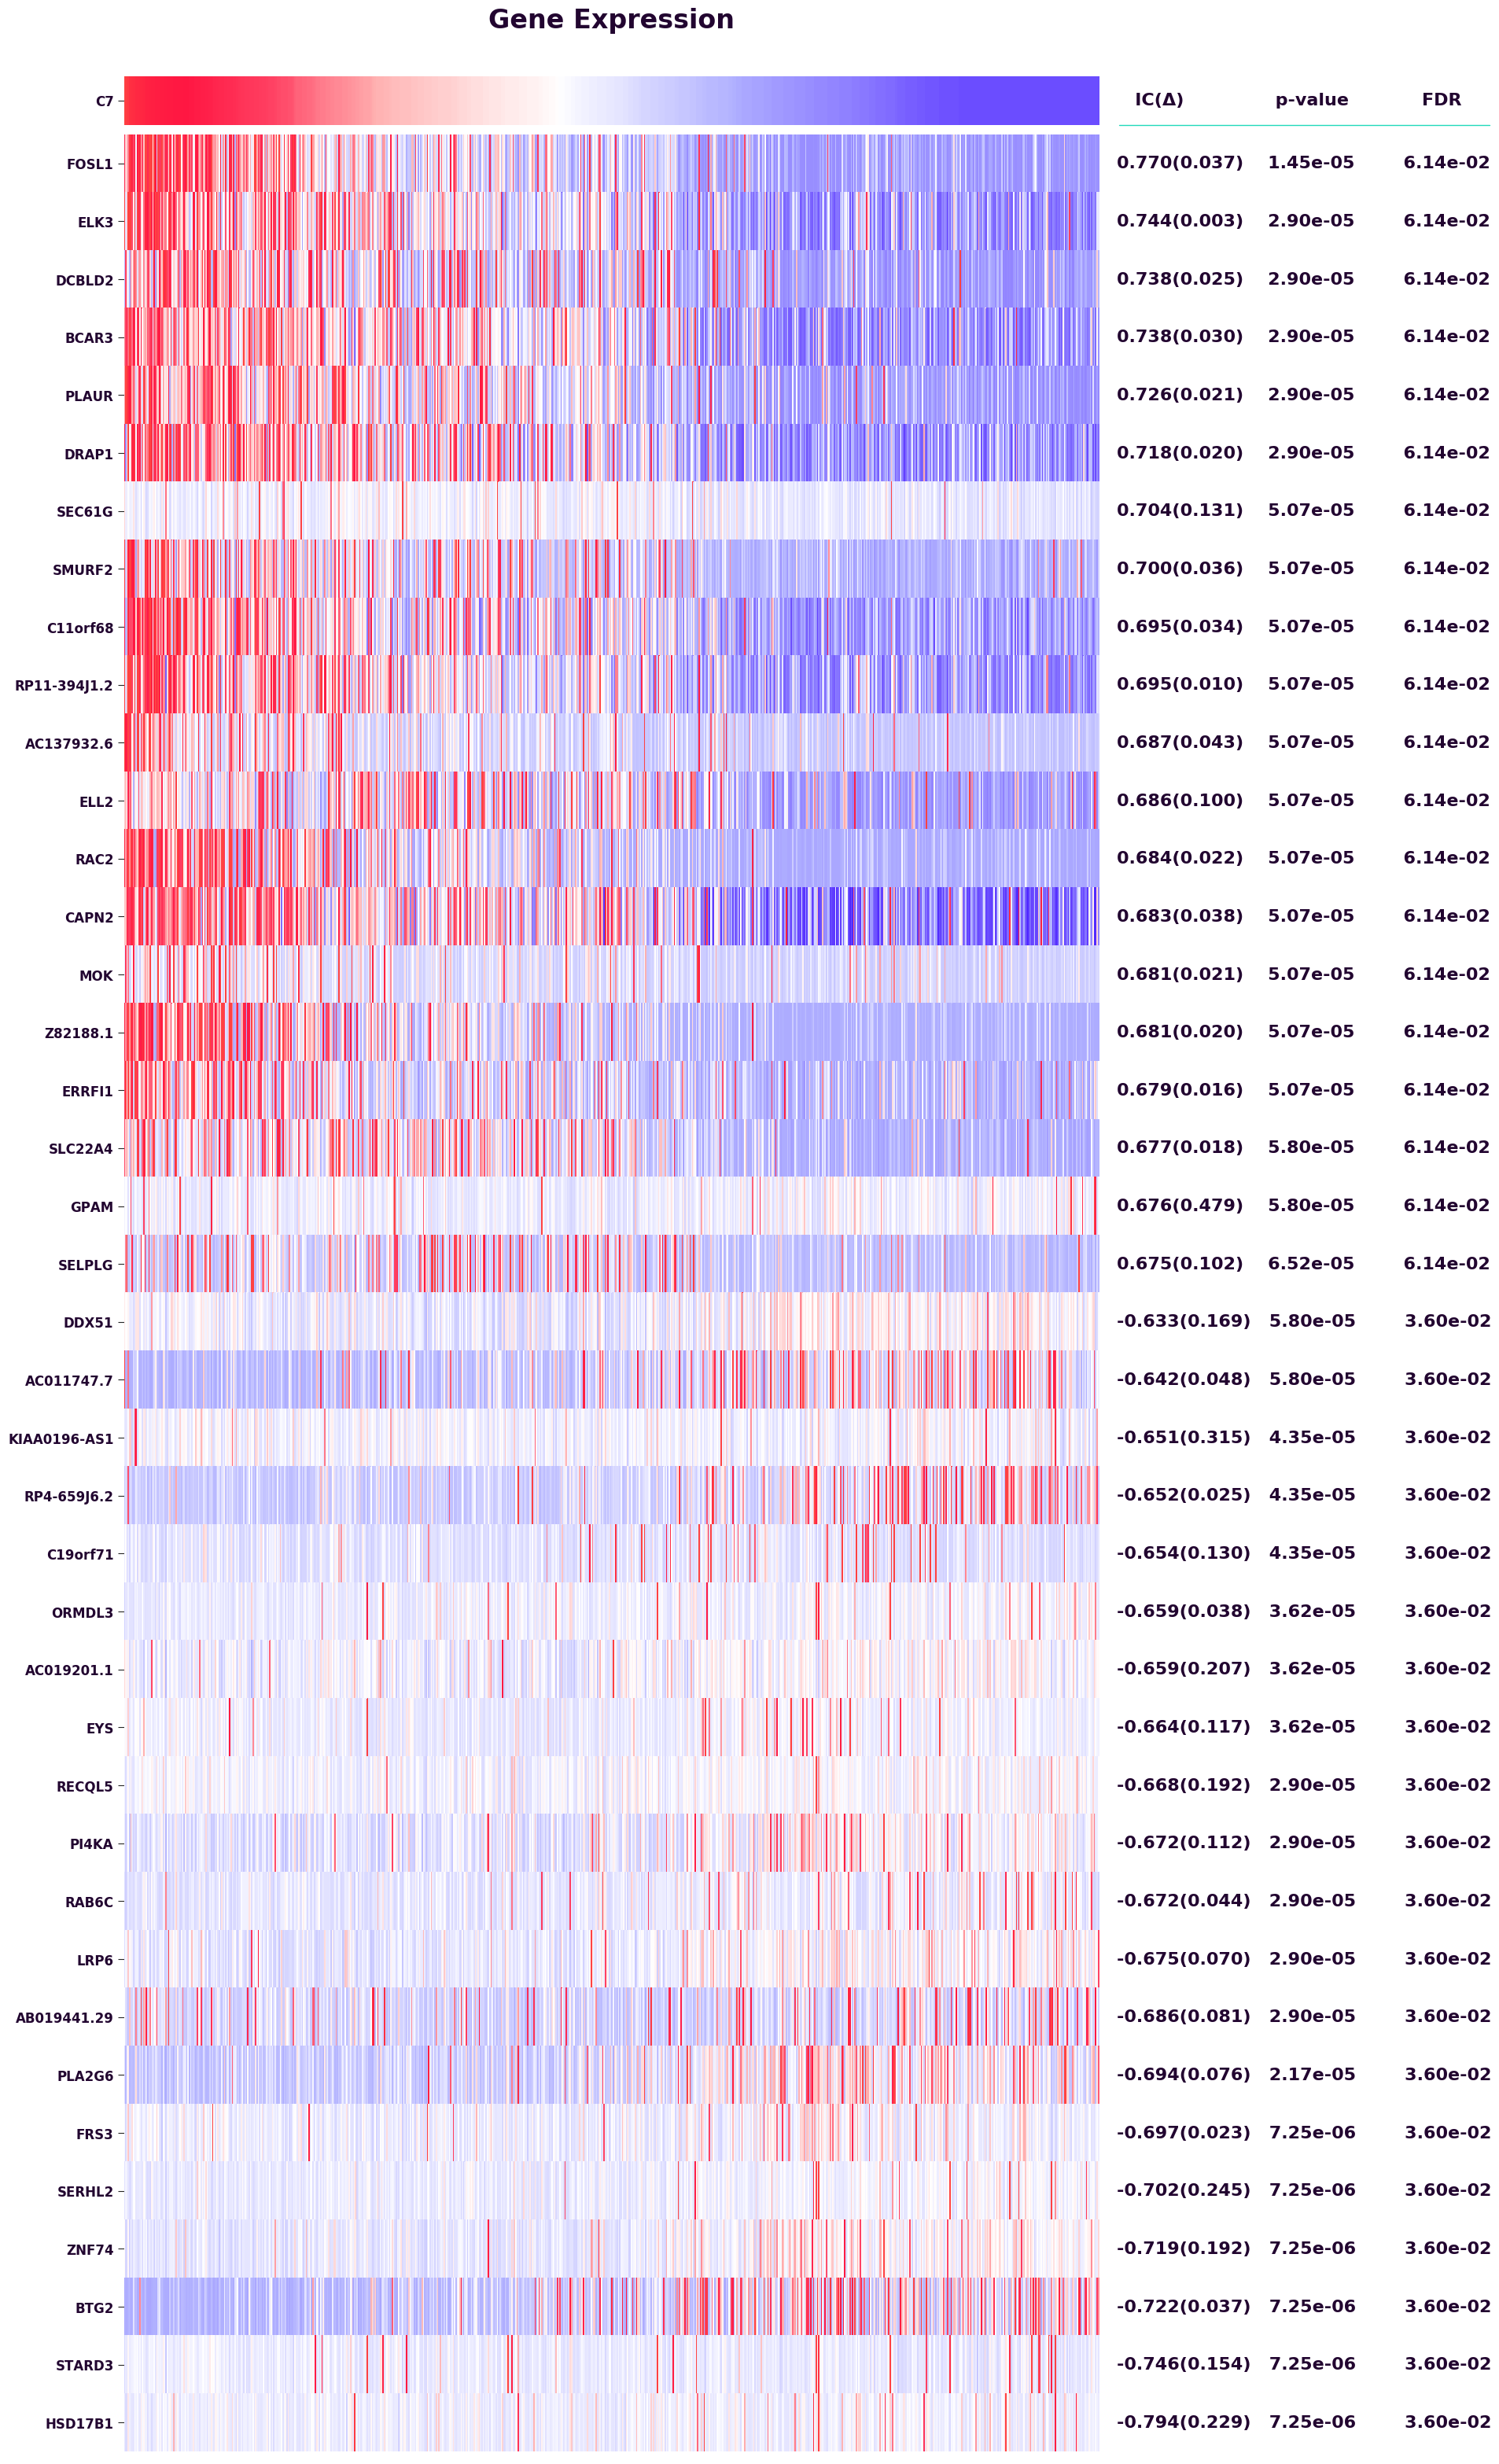 Gene Expression
C7 IC(Δ) p-value FDR
FOSL1 0.770(0.037) 1.45e-05 6.14e-02
ELK3 0.744(0.003) 2.90e-05 6.14e-02
DCBLD2 0.738(0.025) 2.90e-05 6.14e-02
BCAR3 0.738(0.030) 2.90e-05 6.14e-02
PLAUR 0.726(0.021) 2.90e-05 6.14e-02
DRAP1 0.718(0.020) 2.90e-05 6.14e-02
SEC61G 0.704(0.131) 5.07e-05 6.14e-02
SMURF2 0.700(0.036) 5.07e-05 6.14e-02
C11orf68 0.695(0.034) 5.07e-05 6.14e-02
RP11-394J1.2 0.695(0.010) 5.07e-05 6.14e-02
AC137932.6 0.687(0.043) 5.07e-05 6.14e-02
ELL2 0.686(0.100) 5.07e-05 6.14e-02
RAC2 0.684(0.022) 5.07e-05 6.14e-02
CAPN2 0.683(0.038) 5.07e-05 6.14e-02
MOK 0.681(0.021) 5.07e-05 6.14e-02
Z82188.1 0.681(0.020) 5.07e-05 6.14e-02
ERRFI1 0.679(0.016) 5.07e-05 6.14e-02
SLC22A4 0.677(0.018) 5.80e-05 6.14e-02
GPAM 0.676(0.479) 5.80e-05 6.14e-02
SELPLG 0.675(0.102) 6.52e-05 6.14e-02
DDX51 -0.633(0.169) 5.80e-05 3.60e-02
AC011747.7 -0.642(0.048) 5.80e-05 3.60e-02
KIAA0196-AS1 -0.651(0.315) 4.35e-05 3.60e-02
RP4-659J6.2 -0.652(0.025) 4.35e-05 3.60e-02
C19orf71 -0.654(0.130) 4.35e-05 3.60e-02
ORMDL3 -0.659(0.038) 3.62e-05 3.60e-02
AC019201.1 -0.659(0.207) 3.62e-05 3.60e-02
EYS -0.664(0.117) 3.62e-05 3.60e-02
RECQL5 -0.668(0.192) 2.90e-05 3.60e-02
PI4KA -0.672(0.112) 2.90e-05 3.60e-02
RAB6C -0.672(0.044) 2.90e-05 3.60e-02
LRP6 -0.675(0.070) 2.90e-05 3.60e-02
AB019441.29 -0.686(0.081) 2.90e-05 3.60e-02
PLA2G6 -0.694(0.076) 2.17e-05 3.60e-02
FRS3 -0.697(0.023) 7.25e-06 3.60e-02
SERHL2 -0.702(0.245) 7.25e-06 3.60e-02
ZNF74 -0.719(0.192) 7.25e-06 3.60e-02
BTG2 -0.722(0.037) 7.25e-06 3.60e-02
STARD3 -0.746(0.154) 7.25e-06 3.60e-02
HSD17B1 -0.794(0.229) 7.25e-06 3.60e-02